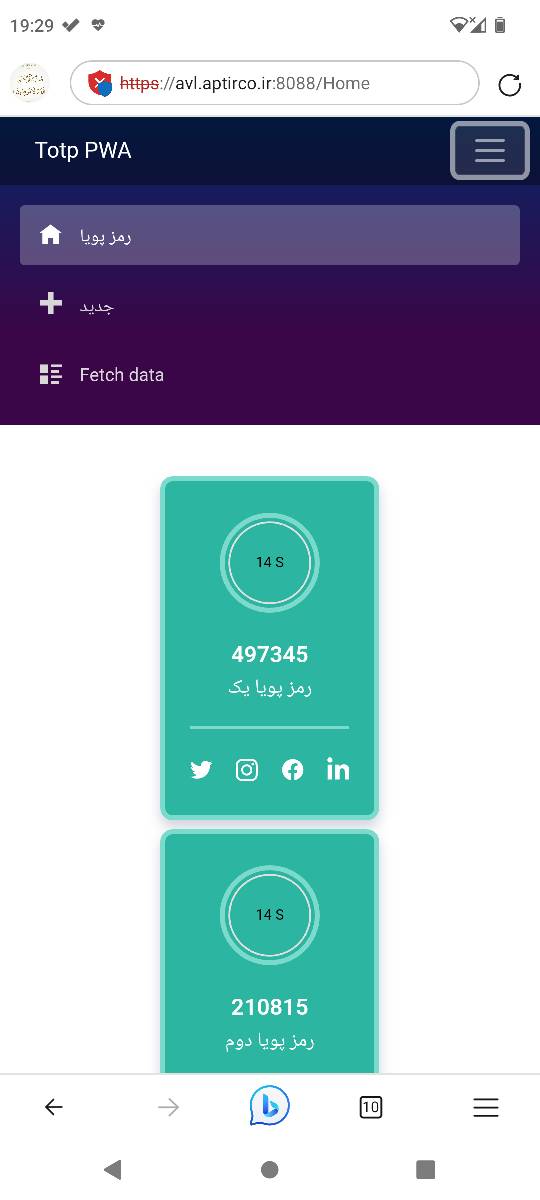 19:29
https://avl.aptirco.ir:8088/Home
Totp PWA
رمز پویا
جدید
Fetch data
14 S
497345
رمز پویا یک
14 S
210815
رمز پویا دوم
10